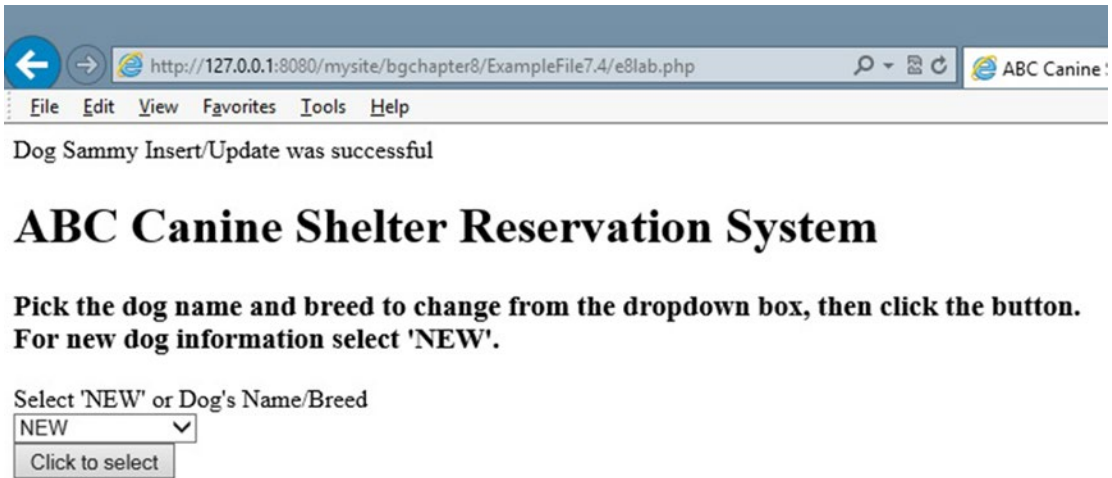 http://127.0.0.1:8080/mysite/bgchapter8/ExampleFile7.4/e8lab.php
ABC Canine
File Edit View Favorites Tools Help
Dog Sammy Insert/Update was successful
ABC Canine Shelter Reservation System
Pick the dog name and breed to change from the dropdown box, then click the button.
For new dog information select 'NEW'.
Select 'NEW' or Dog's Name/Breed
NEW
Click to select